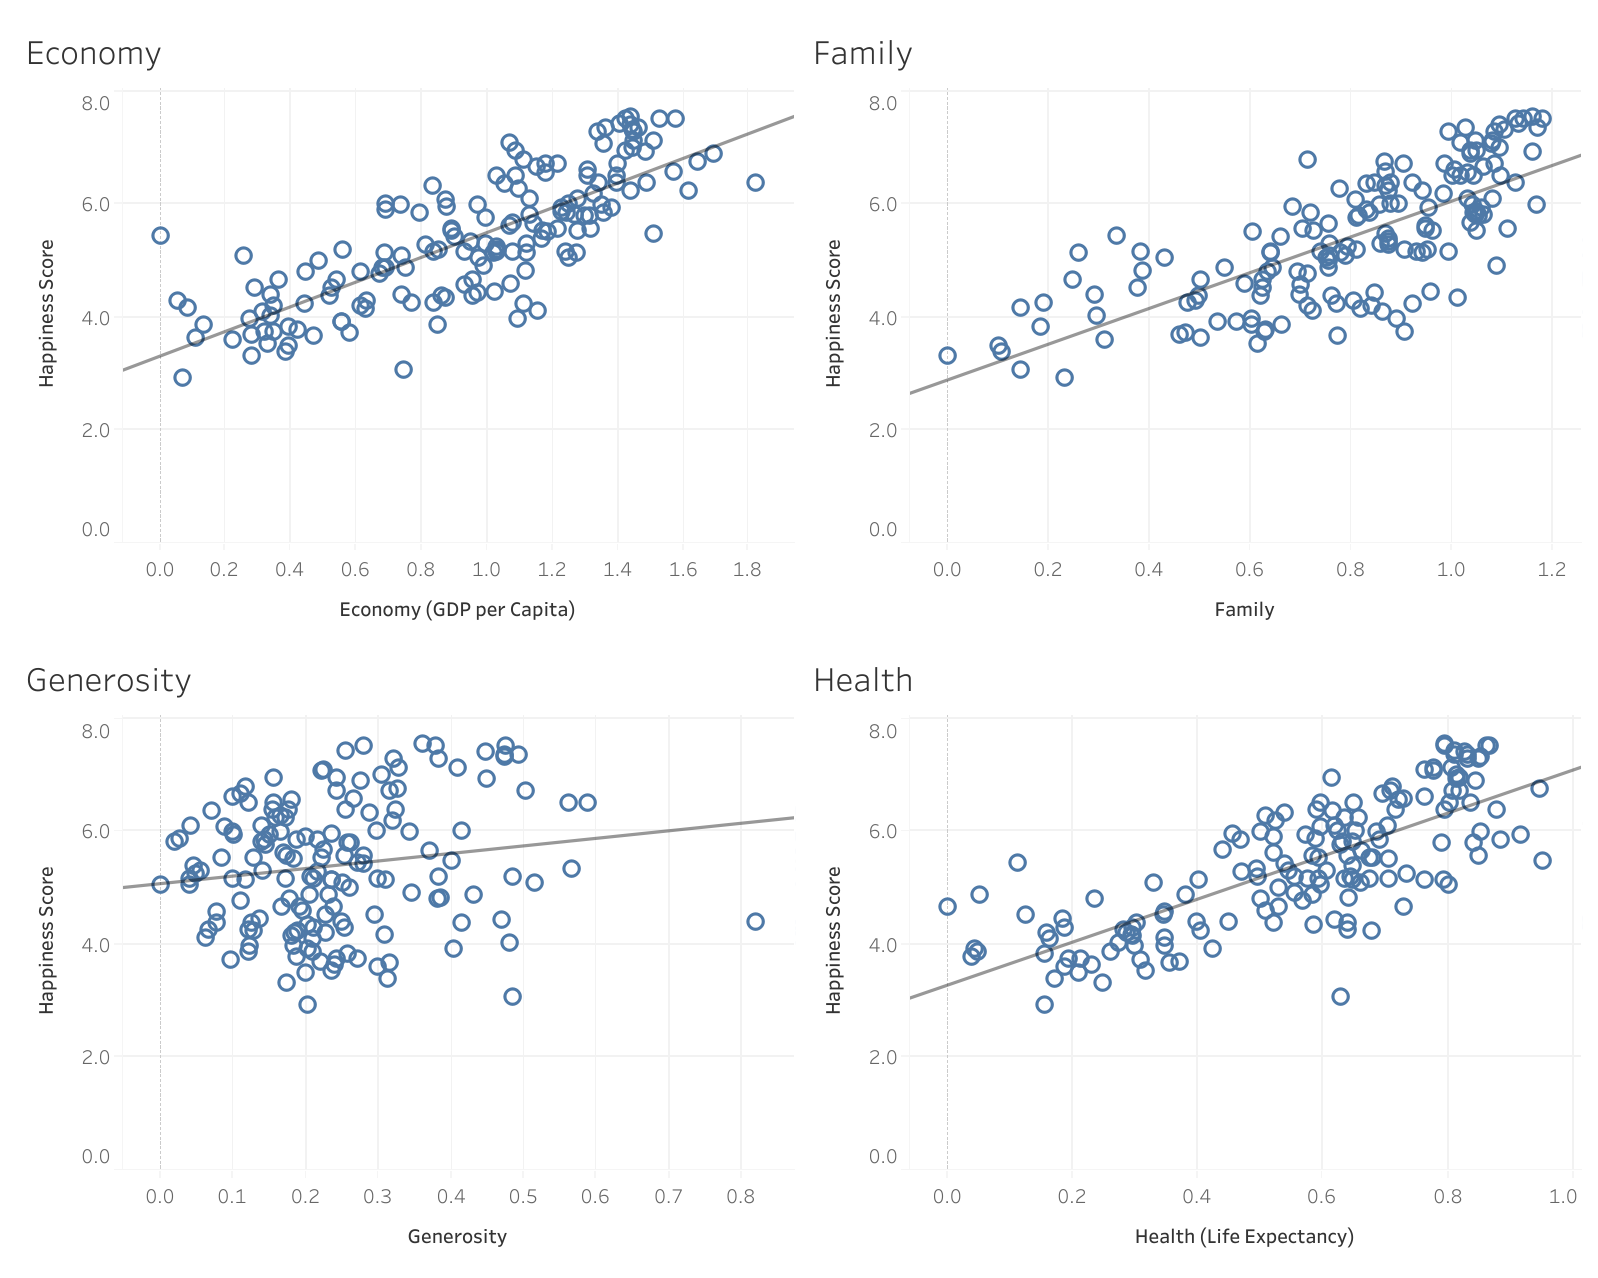 Economy
Happiness Score
8.0
6.0
4.0
2.0
0.0
0.0 0.2 0.4 0.6 0.8 1.0 1.2 1.4 1.6 1.8
Economy (GDP per Capita)
Family
Happiness Score
8.0
6.0
4.0
2.0
0.0
0.0 0.2 0.4 0.6 0.8 1.0 1.2
Family
Generosity
Happiness Score
8.0
6.0
4.0
2.0
0.0
0.0 0.1 0.2 0.3 0.4 0.5 0.6 0.7 0.8
Generosity
Health
Happiness Score
8.0
6.0
4.0
2.0
0.0
0.0 0.2 0.4 0.6 0.8 1.0
Health (Life Expectancy)